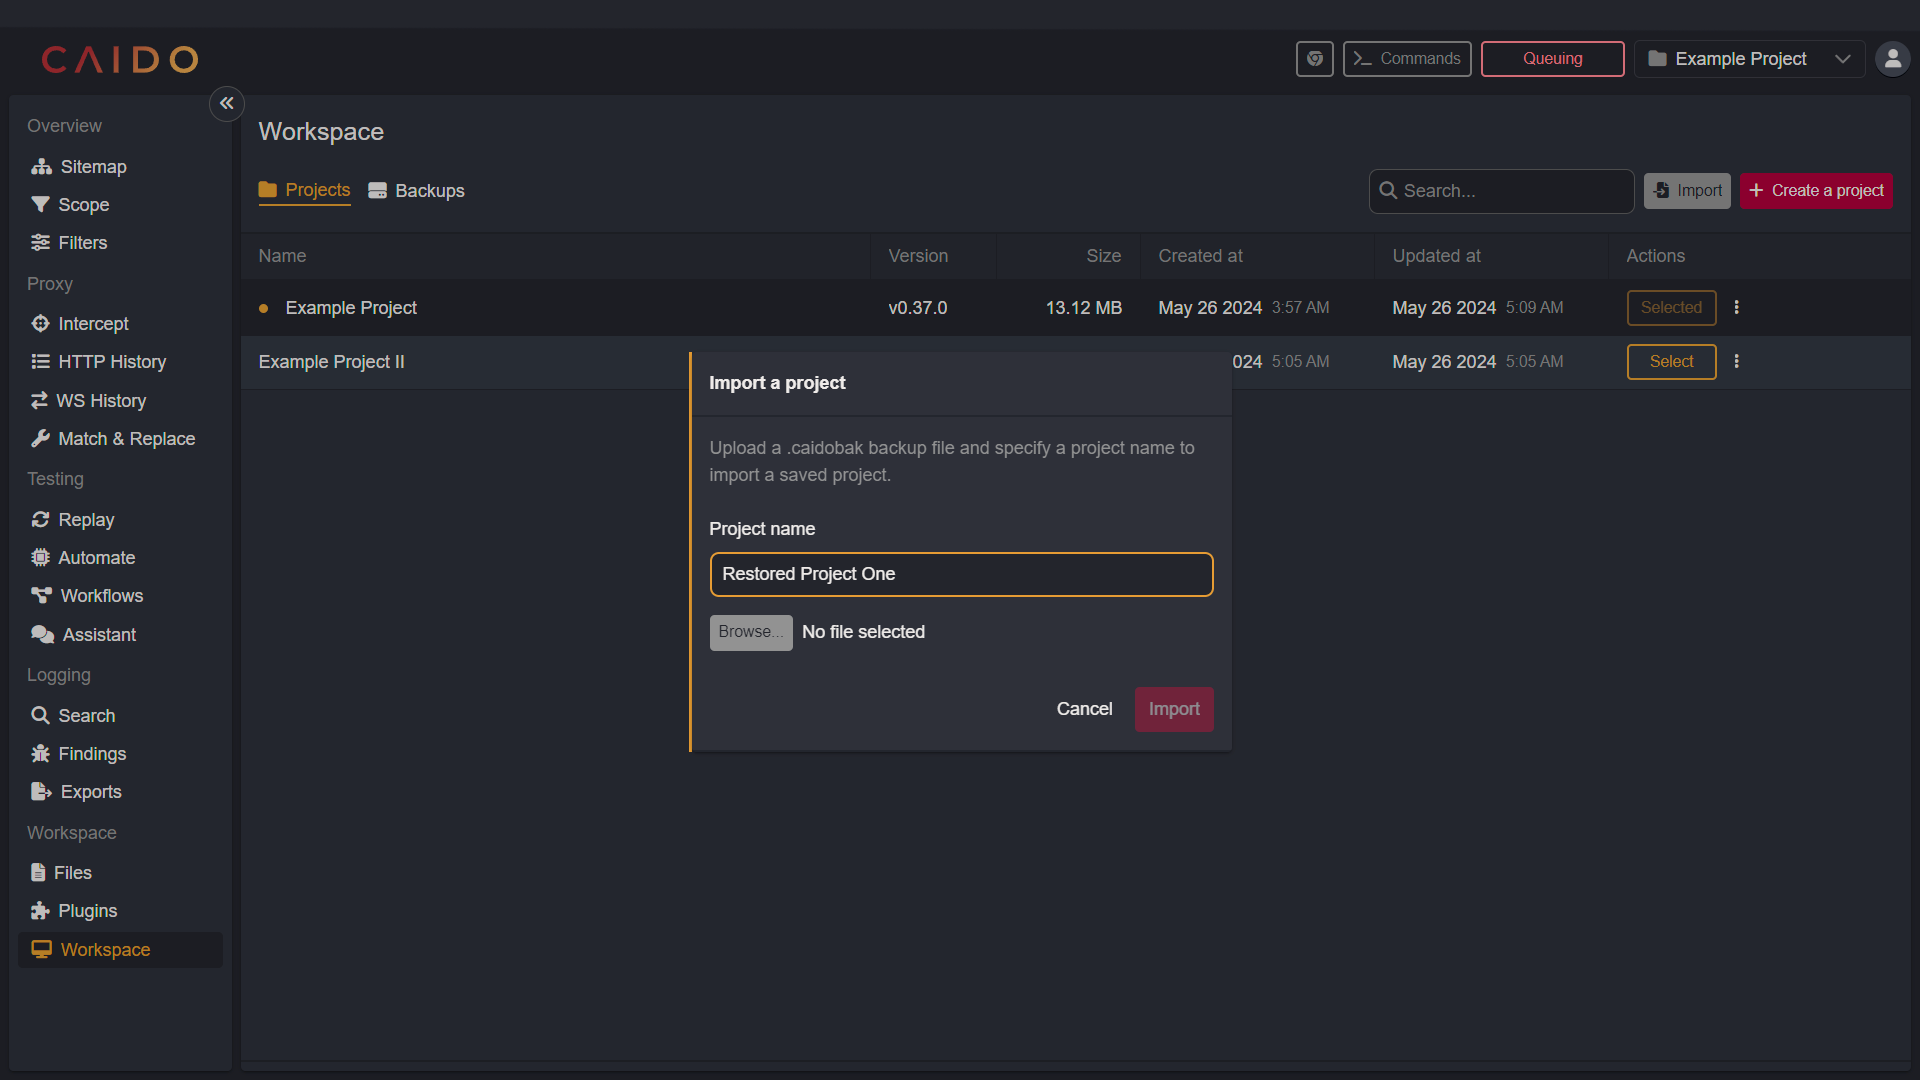 CAIDO
Commands
Queuing
Example Project
Overview
Sitemap
Scope
Filters
Proxy
Intercept
HTTP History
WS History
Match & Replace
Testing
Replay
Automate
Workflows
Assistant
Logging
Search
Findings
Exports
Workspace
Files
Plugins
Workspace
Workspace
Projects Backups
Search...
Import
+ Create a project
Name Version Size Created at Updated at Actions
Example Project v0.37.0 13.12 MB May 26 2024 3:57 AM May 26 2024 5:09 AM Selected
Example Project II 024 5:05 AM May 26 2024 5:05 AM Select
Import a project
Upload a .caidobak backup file and specify a project name to
import a saved project.
Project name
Restored Project One
Browse... No file selected
Cancel Import